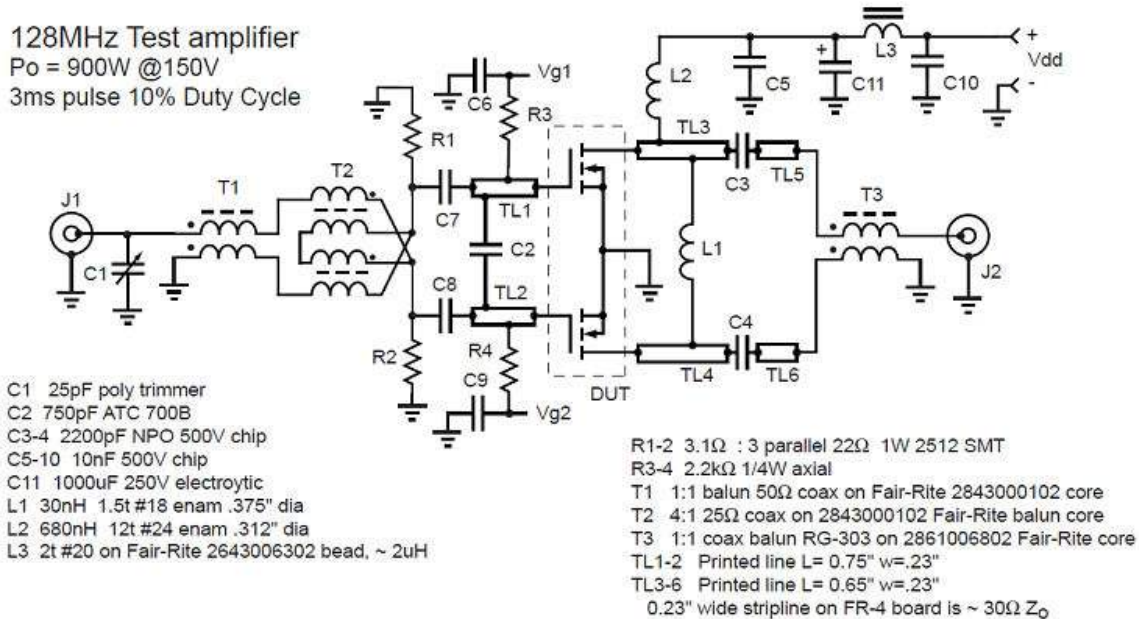 128MHz Test amplifier
Po = 900W @150V
3ms pulse 10% Duty Cycle
J1
C1
T1
T2
R1
R2
C6
Vg1
R3
C7
TL1
C2
C8
TL2
R4
C9
Vg2
DUT
L2
TL3
C5
C11
+
L3
C10
+
Vdd
-
C3
TL5
L1
C4
TL4
TL6
T3
J2
C1 25pF poly trimmer
C2 750pF ATC 700B
C3-4 2200pF NPO 500V chip
C5-10 10nF 500V chip
C11 1000uF 250V electroytic
L1 30nH 1.5t #18 enam .375" dia
L2 680nH 12t #24 enam .312" dia
L3 2t #20 on Fair-Rite 2643006302 bead, ~ 2uH
R1-2 3.1Ω : 3 parallel 22Ω 1W 2512 SMT
R3-4 2.2kΩ 1/4W axial
T1 1:1 balun 50Ω coax on Fair-Rite 2843000102 core
T2 4:1 25Ω coax on 2843000102 Fair-Rite balun core
T3 1:1 coax balun RG-303 on 2861006802 Fair-Rite core
TL1-2 Printed line L= 0.75" w=.23"
TL3-6 Printed line L= 0.65" w=.23"
0.23" wide stripline on FR-4 board is ~ 30Ω ZO